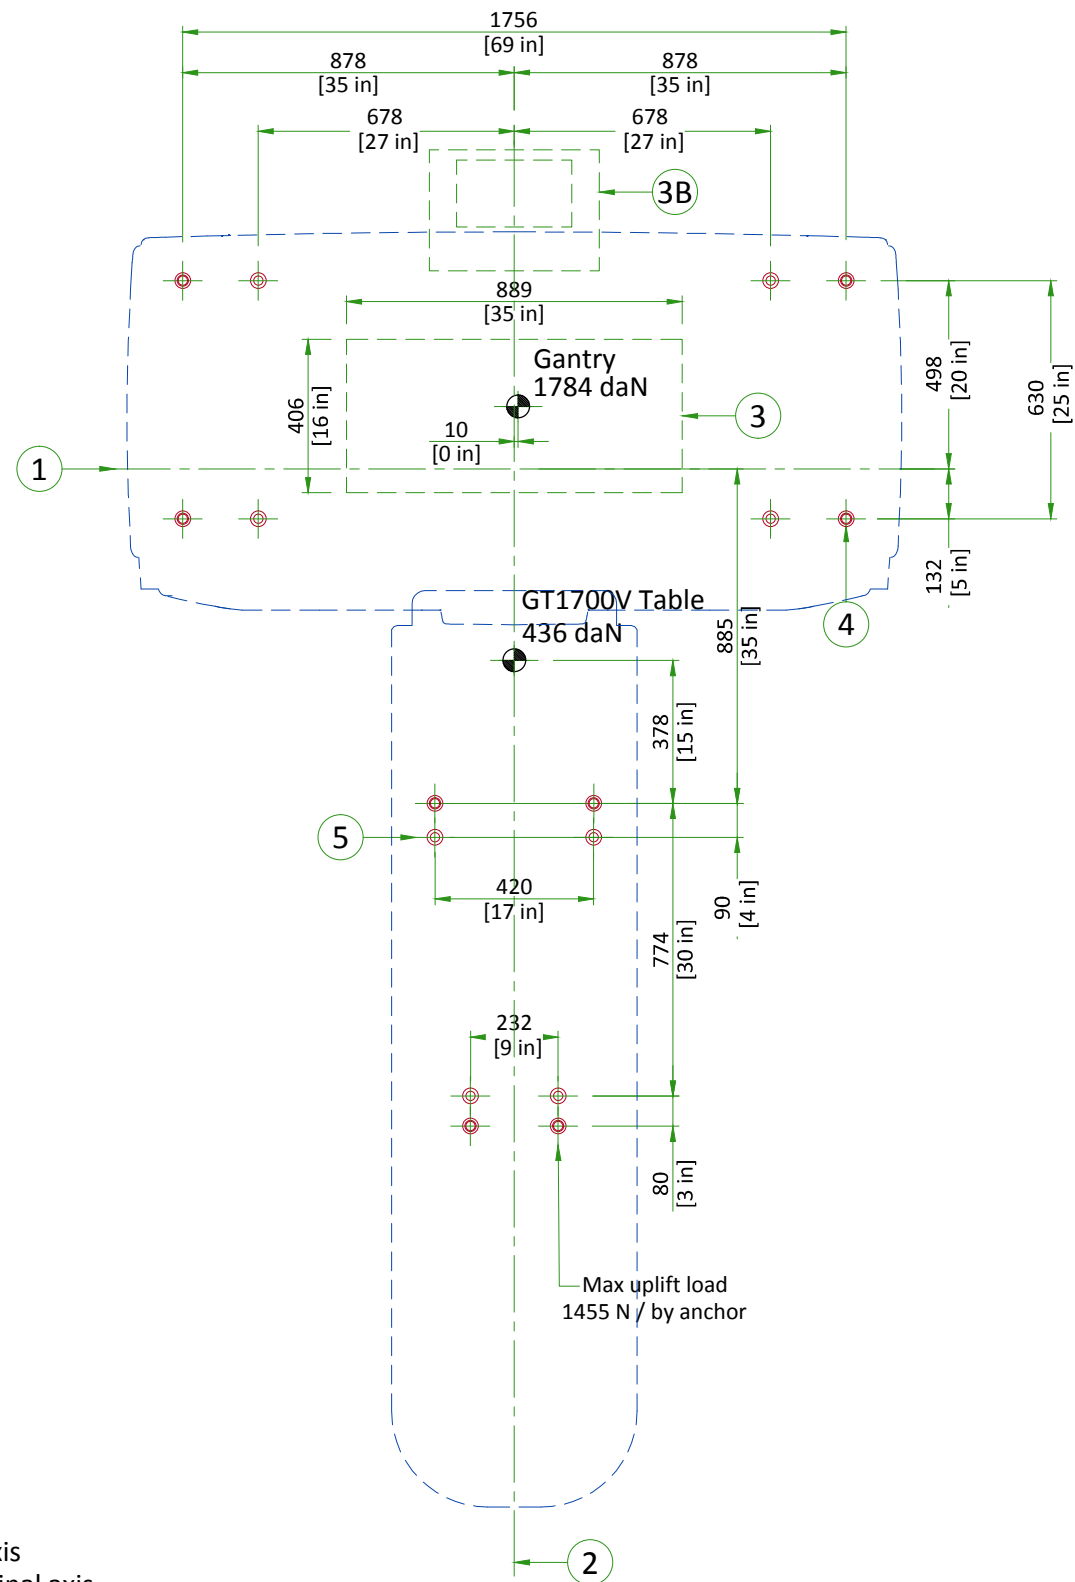 1756
[69 in]
878
[35 in]
878
[35 in]
678
[27 in]
678
[27 in]
3B
889
[35 in]
Gantry
1784 daN
406
[16 in]
498
[20 in]
630
[25 in]
3
10
[0 in]
1
132
[5 in]
GT1700V Table
436 daN
4
885
[35 in]
378
[15 in]
5
420
[17 in]
90
[4 in]
774
[30 in]
232
[9 in]
80
[3 in]
Max uplift load
1455 N / by anchor
2
xis